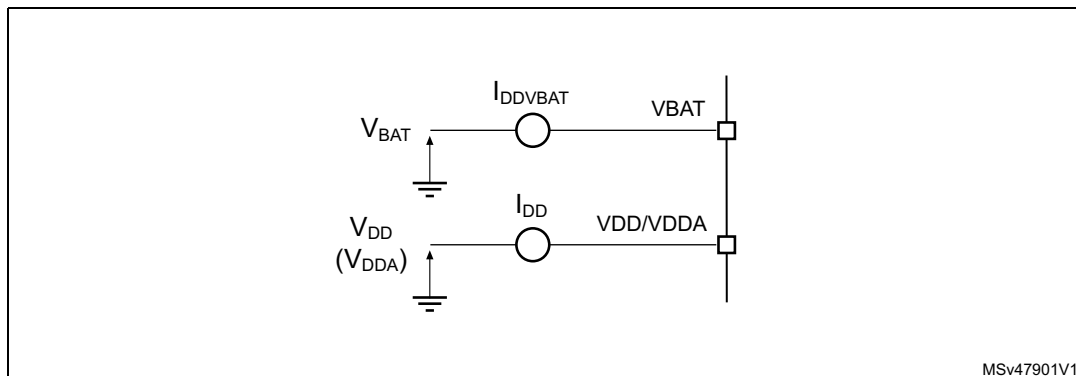 I_DDVBAT
V_BAT
VBAT
I_DD
V_DD
(V_DDA)
VDD/VDDA
MSv47901V1